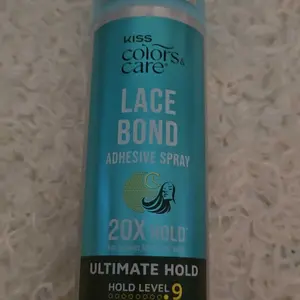 KISS
colors &
care
LACE
BOND
ADHESIVE SPRAY
20X HOLD
ULTIMATE HOLD
HOLD LEVEL 9